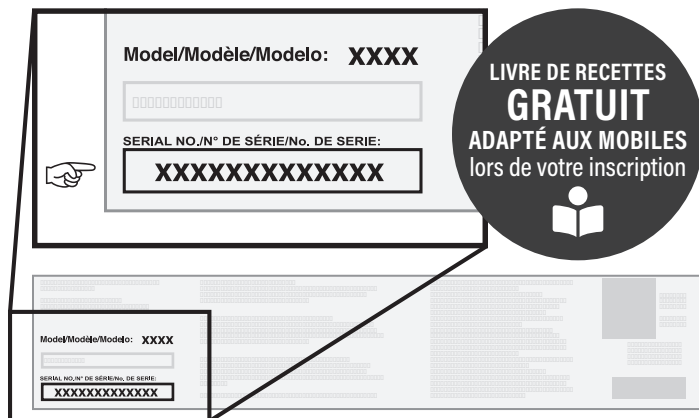 Model/Modèle/Modelo: XXXX
SERIAL NO./N° DE SÉRIE/No. DE SERIE:
XXXXXXXXXXXXX
LIVRE DE RECETTES
GRATUIT
ADAPTÉ AUX MOBILES
lors de votre inscription
Model/Modèle/Modelo: XXXX
SERIAL NO./N° DE SÉRIE/No. DE SERIE:
XXXXXXXXXXXXX